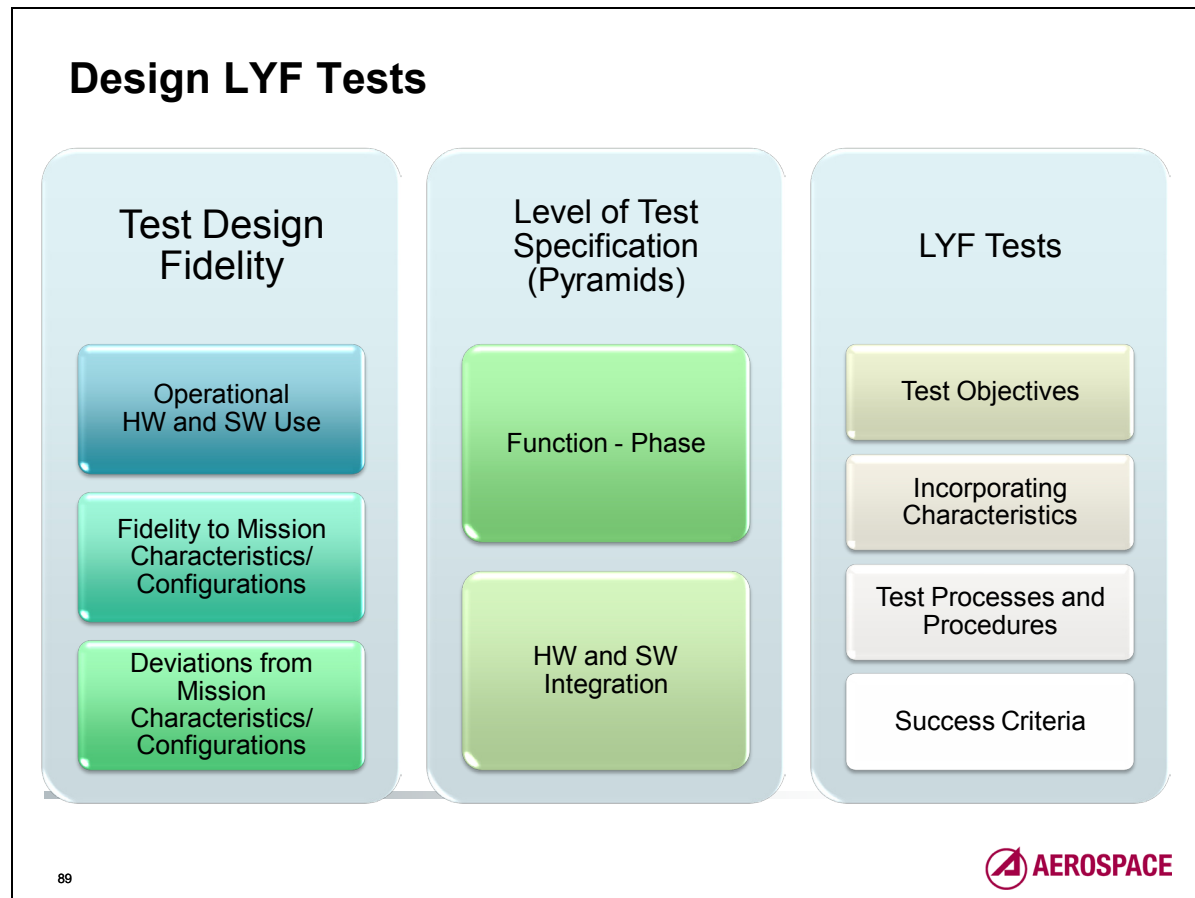 Design LYF Tests
Test Design
Fidelity
Operational
HW and SW Use
Fidelity to Mission
Characteristics/
Configurations
Deviations from
Mission
Characteristics/
Configurations
Level of Test
Specification
(Pyramids)
Function - Phase
HW and SW
Integration
LYF Tests
Test Objectives
Incorporating
Characteristics
Test Processes and
Procedures
Success Criteria
89
AEROSPACE